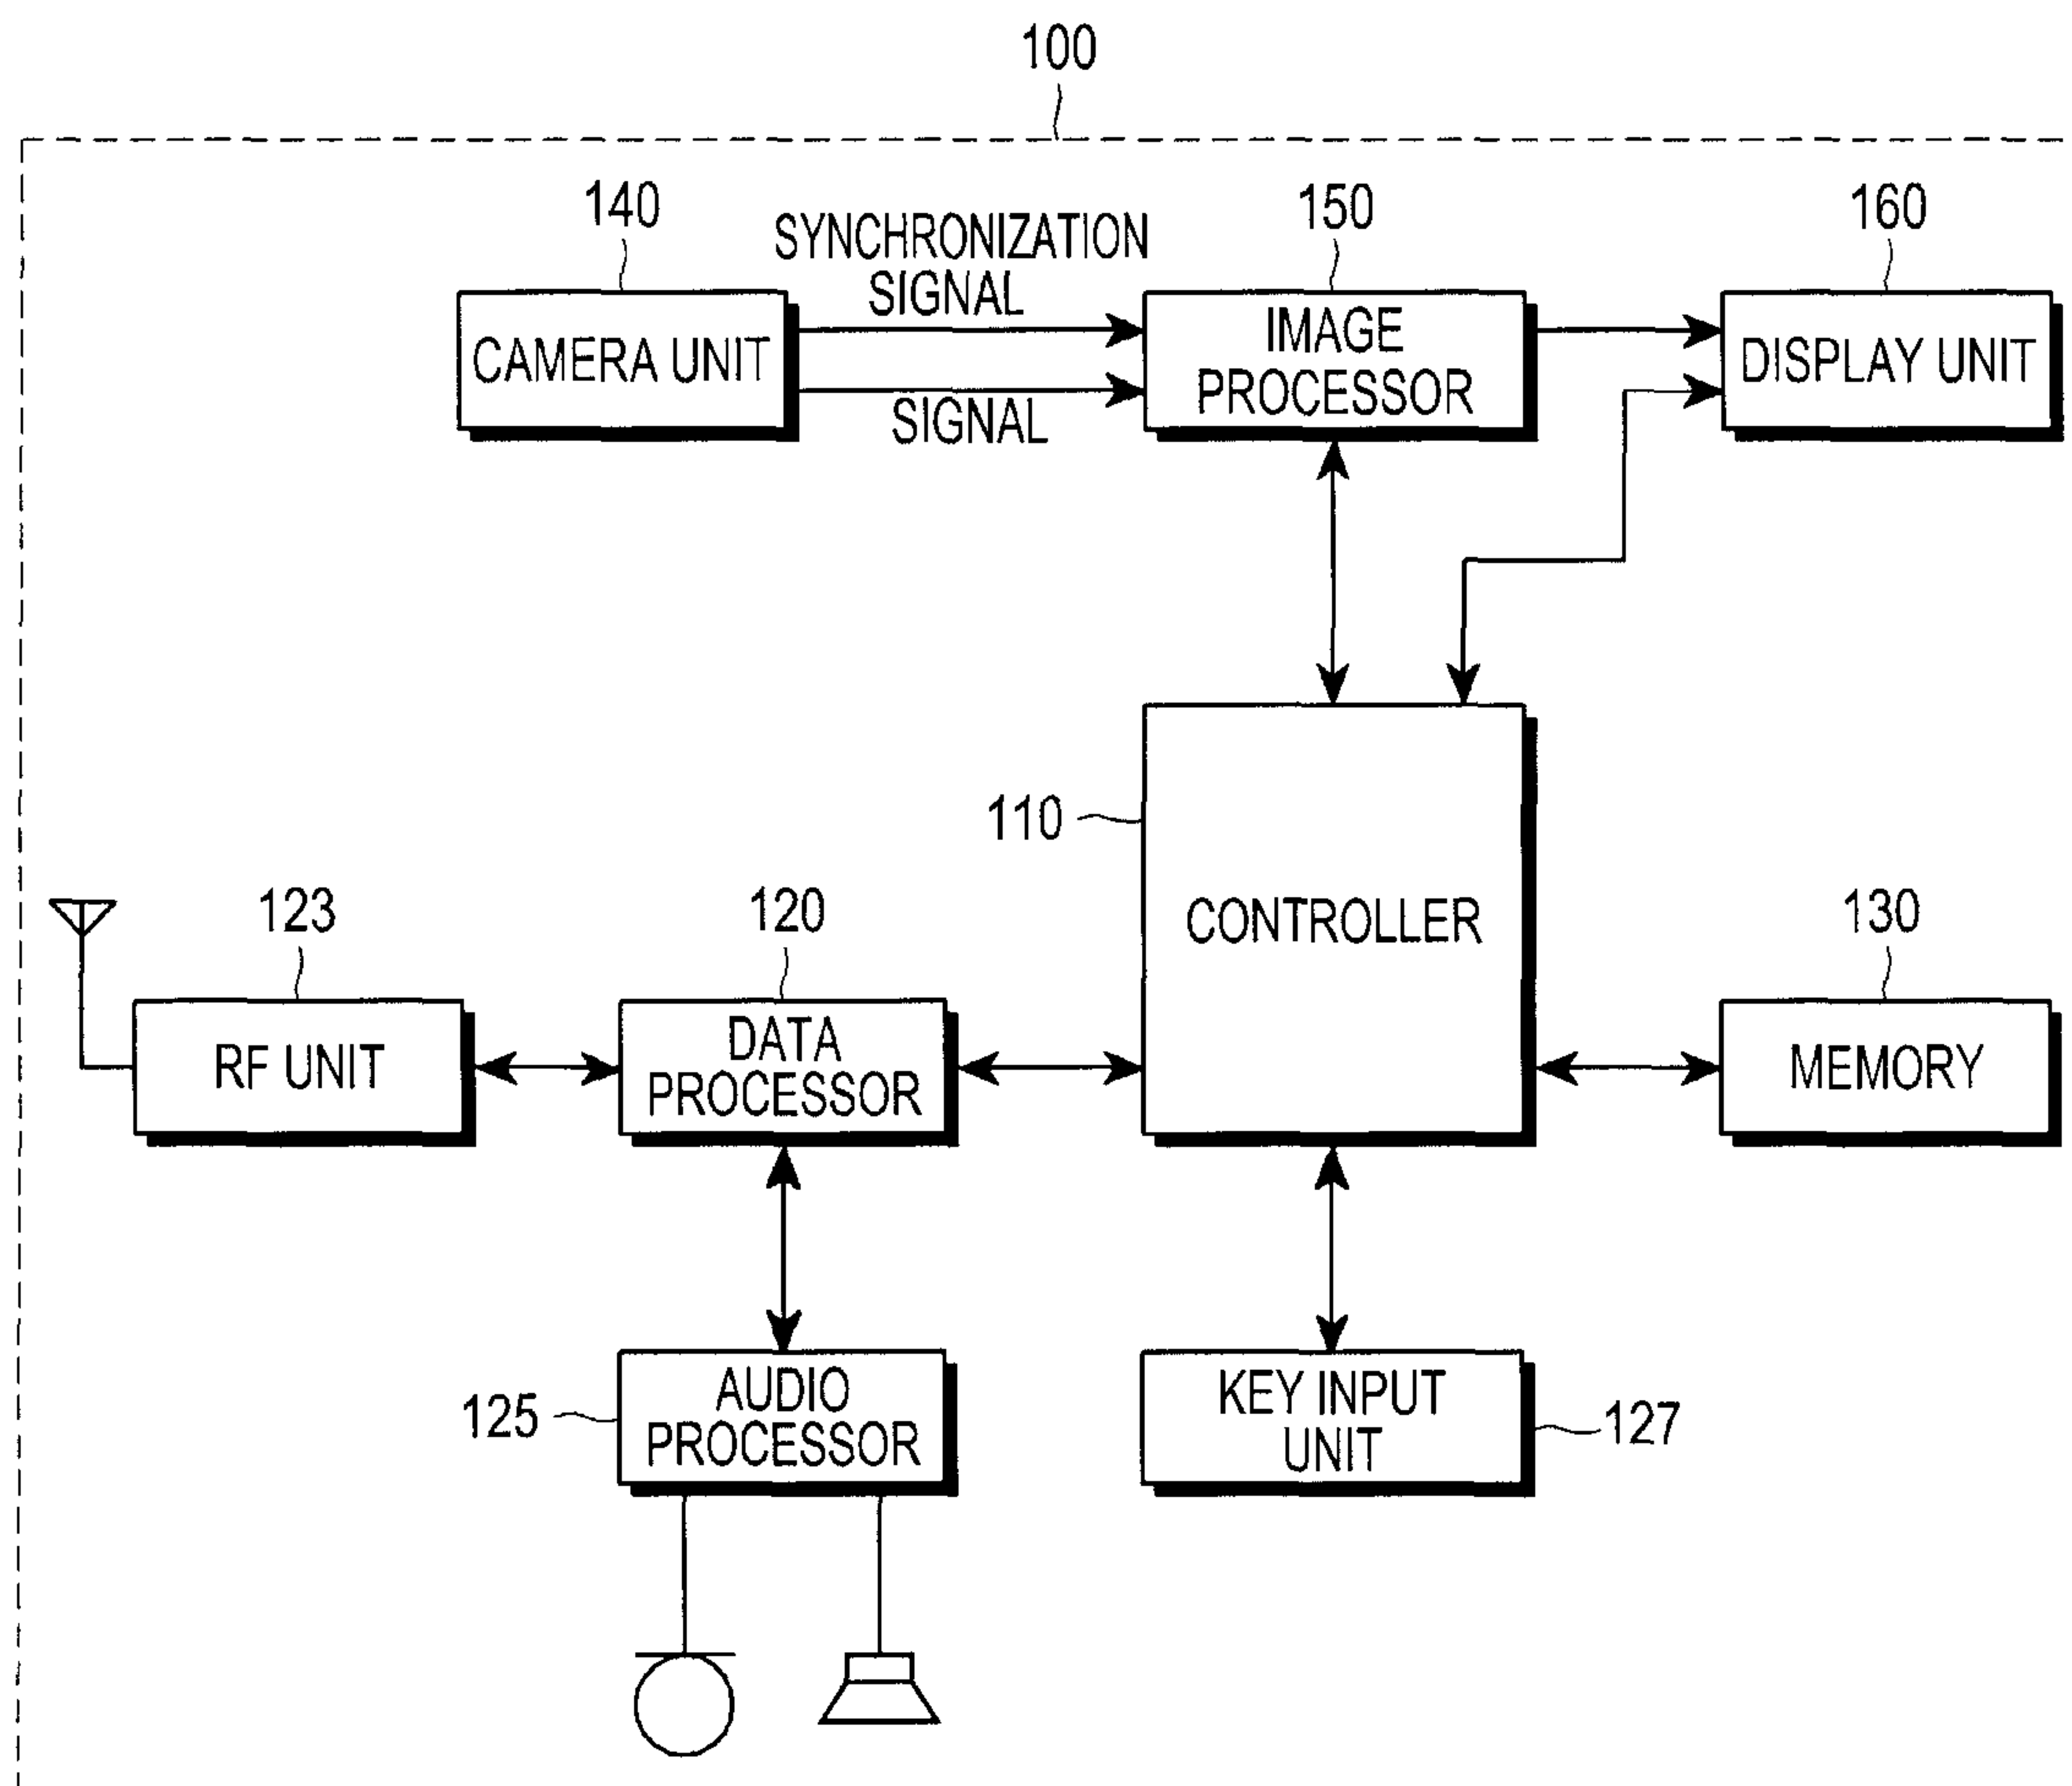 100
140
SYNCHRONIZATION
SIGNAL
150
160
CAMERA UNIT
IMAGE
PROCESSOR
DISPLAY UNIT
SIGNAL
110
CONTROLLER
123
120
130
RF UNIT
DATA
PROCESSOR
MEMORY
125
AUDIO
PROCESSOR
KEY INPUT
UNIT
127